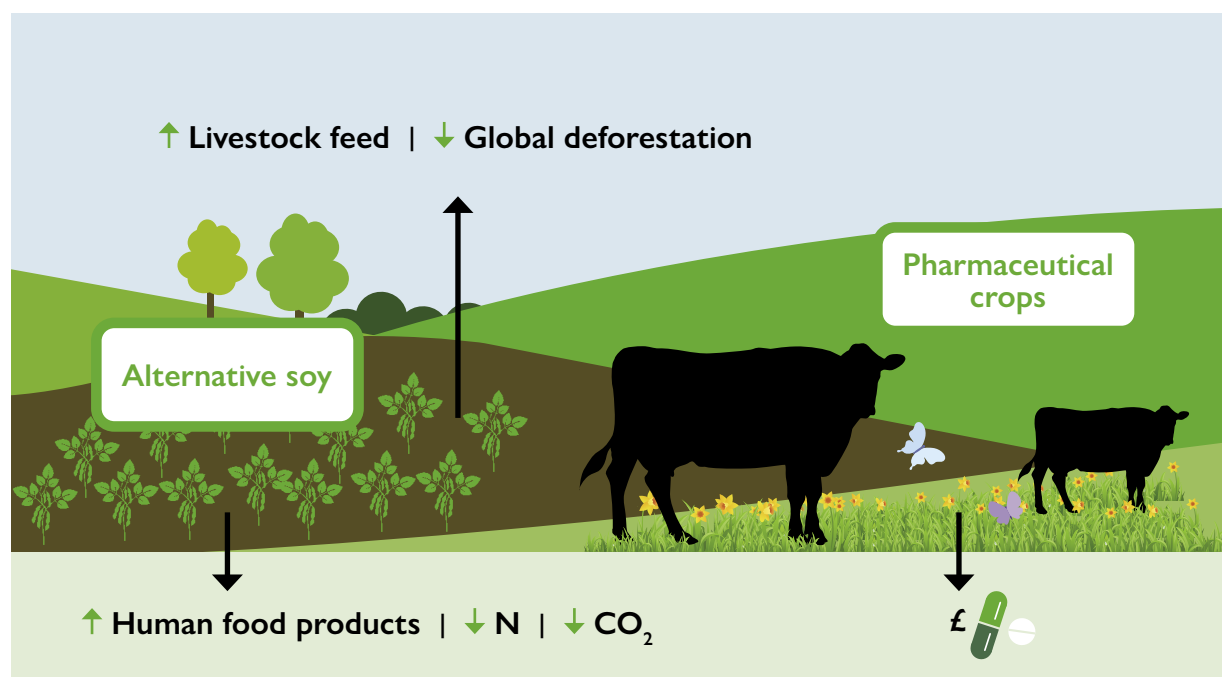 ↑ Livestock feed | ↓ Global deforestation
Pharmaceutical
crops
Alternative soy
↑ Human food products | ↓ N | ↓ CO₂
£